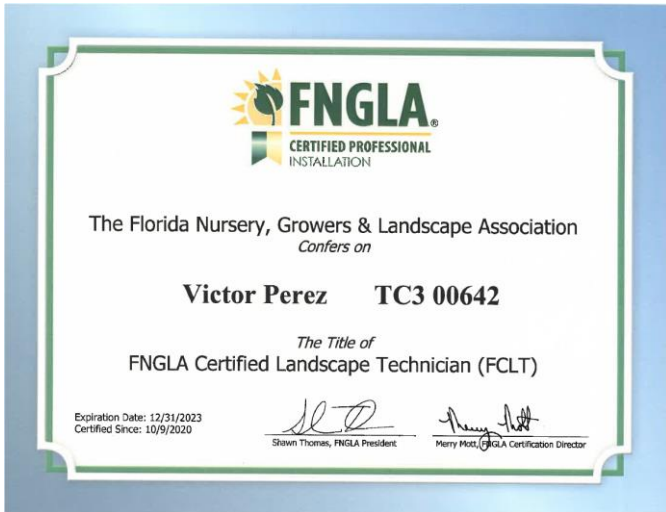 FNGLA®
CERTIFIED PROFESSIONAL
INSTALLATION
The Florida Nursery, Growers & Landscape Association
Confers on
Victor Perez TC3 00642
The Title of
FNGLA Certified Landscape Technician (FCLT)
Expiration Date: 12/31/2023
Certified Since: 10/9/2020
Shawn Thomas, FNGLA President
Merry Mott, FNGLA Certification Director